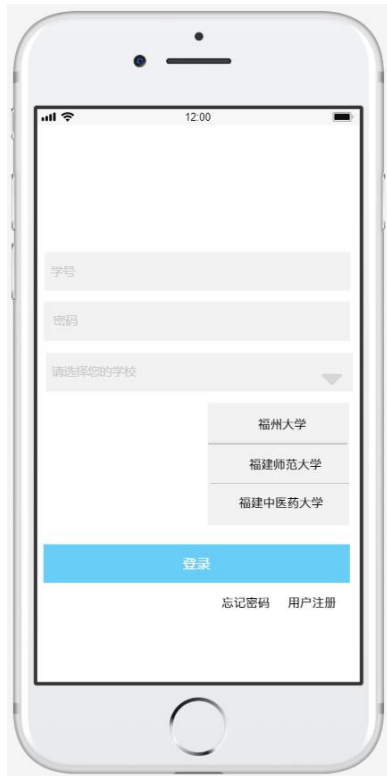 12:00
学号
密码
请选择您的学校
福州大学
福建师范大学
福建中医药大学
登录
忘记密码 用户注册